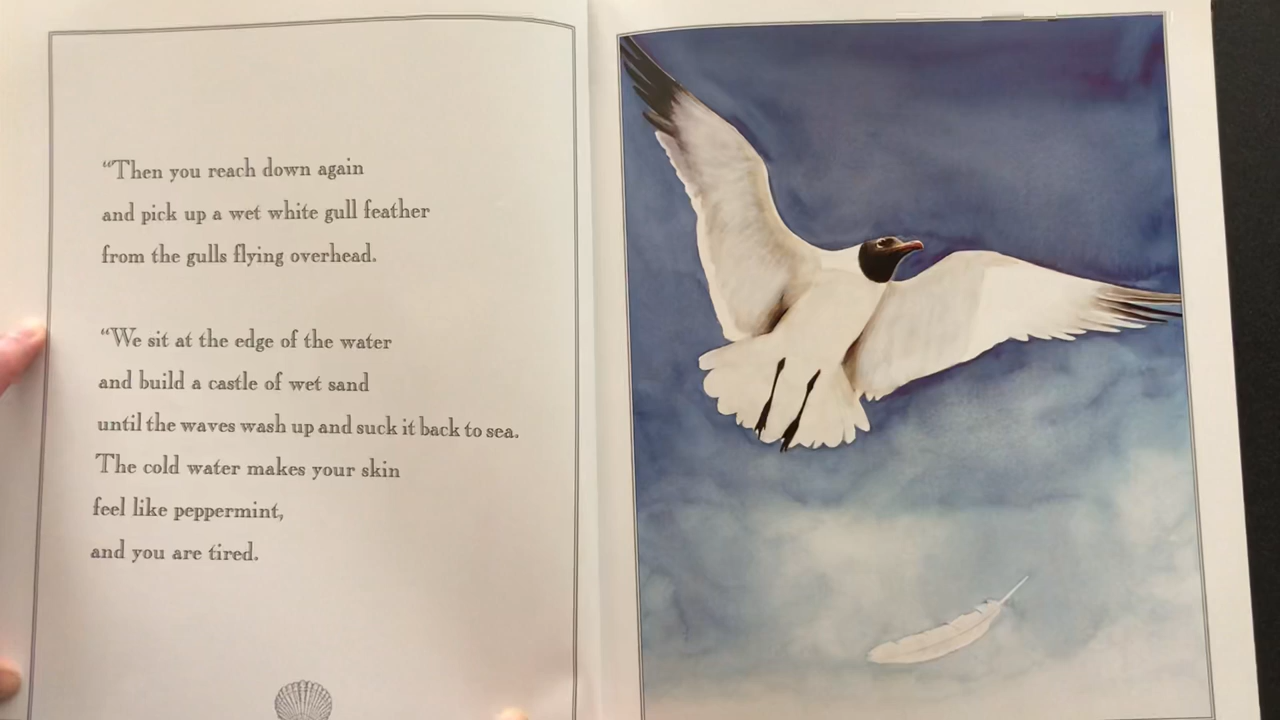 “Then you reach down again
and pick up a wet white gull feather
from the gulls flying overhead.
“We sit at the edge of the water
and build a castle of wet sand
until the waves wash up and suck it back to sea.
The cold water makes your skin
feel like peppermint,
and you are tired.